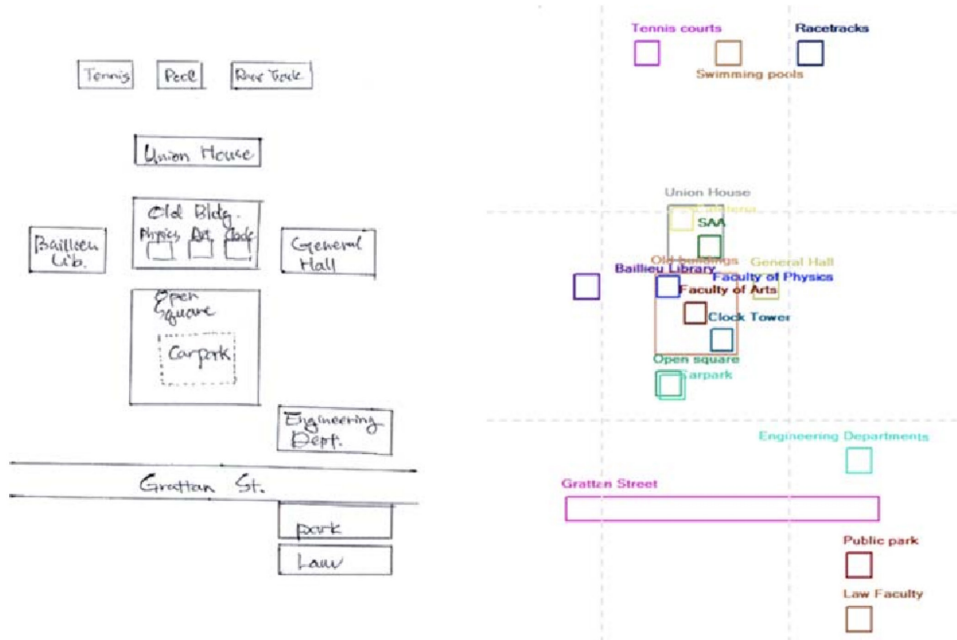 Tennis
Pool
Race Track
Union House
Old Bldg.
Physics
Art
Clock
Baillieu
Lib.
General
Hall
Open
Square
Carpark
Engineering
Dept.
Grattan St.
park
Law
Tennis courts
Racetracks
Swimming pools
Union House
SAA
Old buildings
General Hall
Baillieu Library
Faculty of Physics
Faculty of Arts
Clock Tower
Open square
Carpark
Engineering Departments
Grattan Street
Public park
Law Faculty